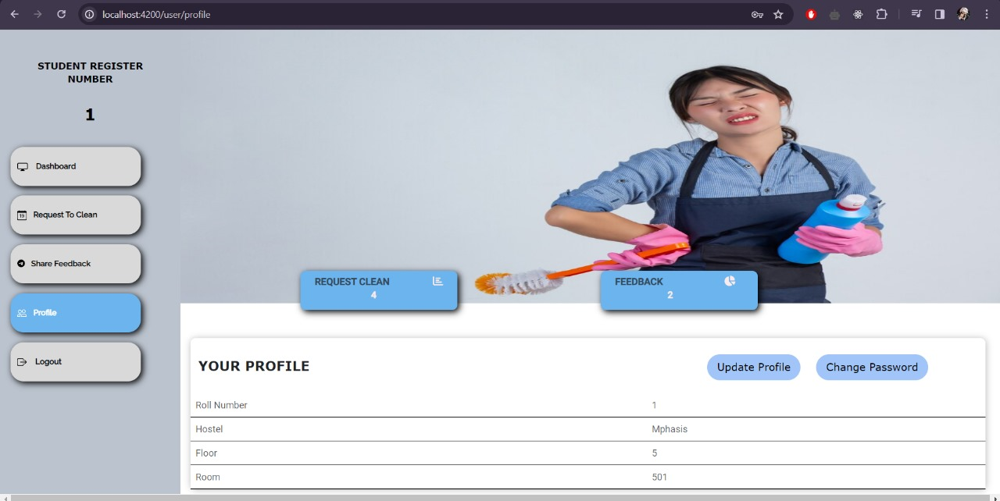 localhost:4200/user/profile
STUDENT REGISTER
NUMBER
1
Dashboard
19
Request To Clean
Share Feedback
Profile
Logout
REQUEST CLEAN
4
FEEDBACK
2
YOUR PROFILE
Update Profile
Change Password
Roll Number 1
Hostel Mphasis
Floor 5
Room 501